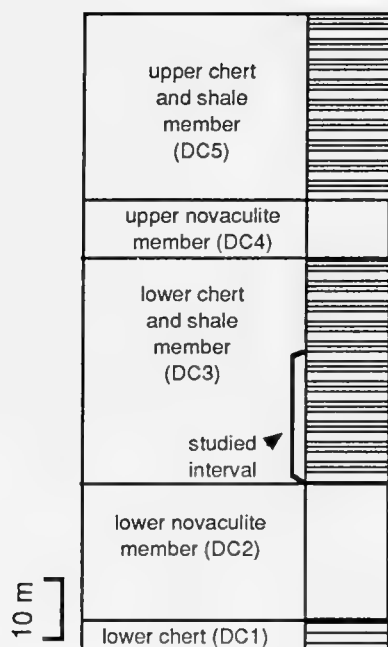 upper chert
and shale
member
(DC5)
upper novaculite
member (DC4)
lower chert
and shale
member
(DC3)
studied
interval
lower novaculite
member (DC2)
10 m
lower chert (DC1)